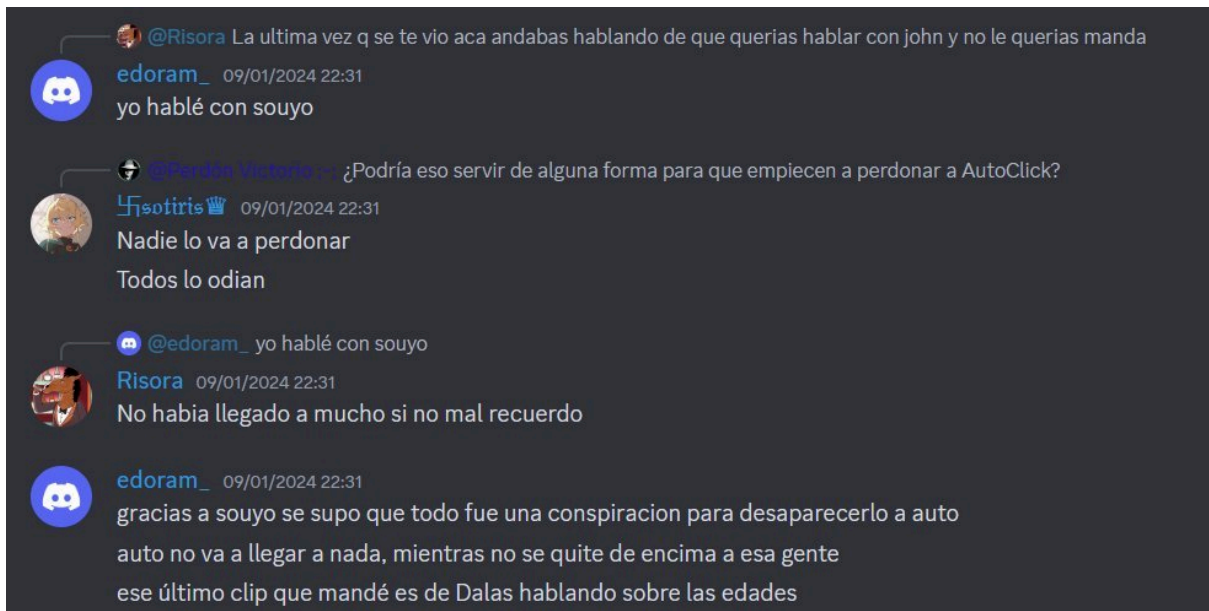 @Risora La ultima vez q se te vio aca andabas hablando de que querias hablar con john y no le querias manda
edoram_ 09/01/2024 22:31
yo hablé con souyo
@Perdón Victorio :-: ¿Podría eso servir de alguna forma para que empiecen a perdonar a AutoClick?
卐sotiris♕ 09/01/2024 22:31
Nadie lo va a perdonar
Todos lo odian
@edoram_ yo hablé con souyo
Risora 09/01/2024 22:31
No habia llegado a mucho si no mal recuerdo
edoram_ 09/01/2024 22:31
gracias a souyo se supo que todo fue una conspiracion para desaparecerlo a auto
auto no va a llegar a nada, mientras no se quite de encima a esa gente
ese último clip que mandé es de Dalas hablando sobre las edades